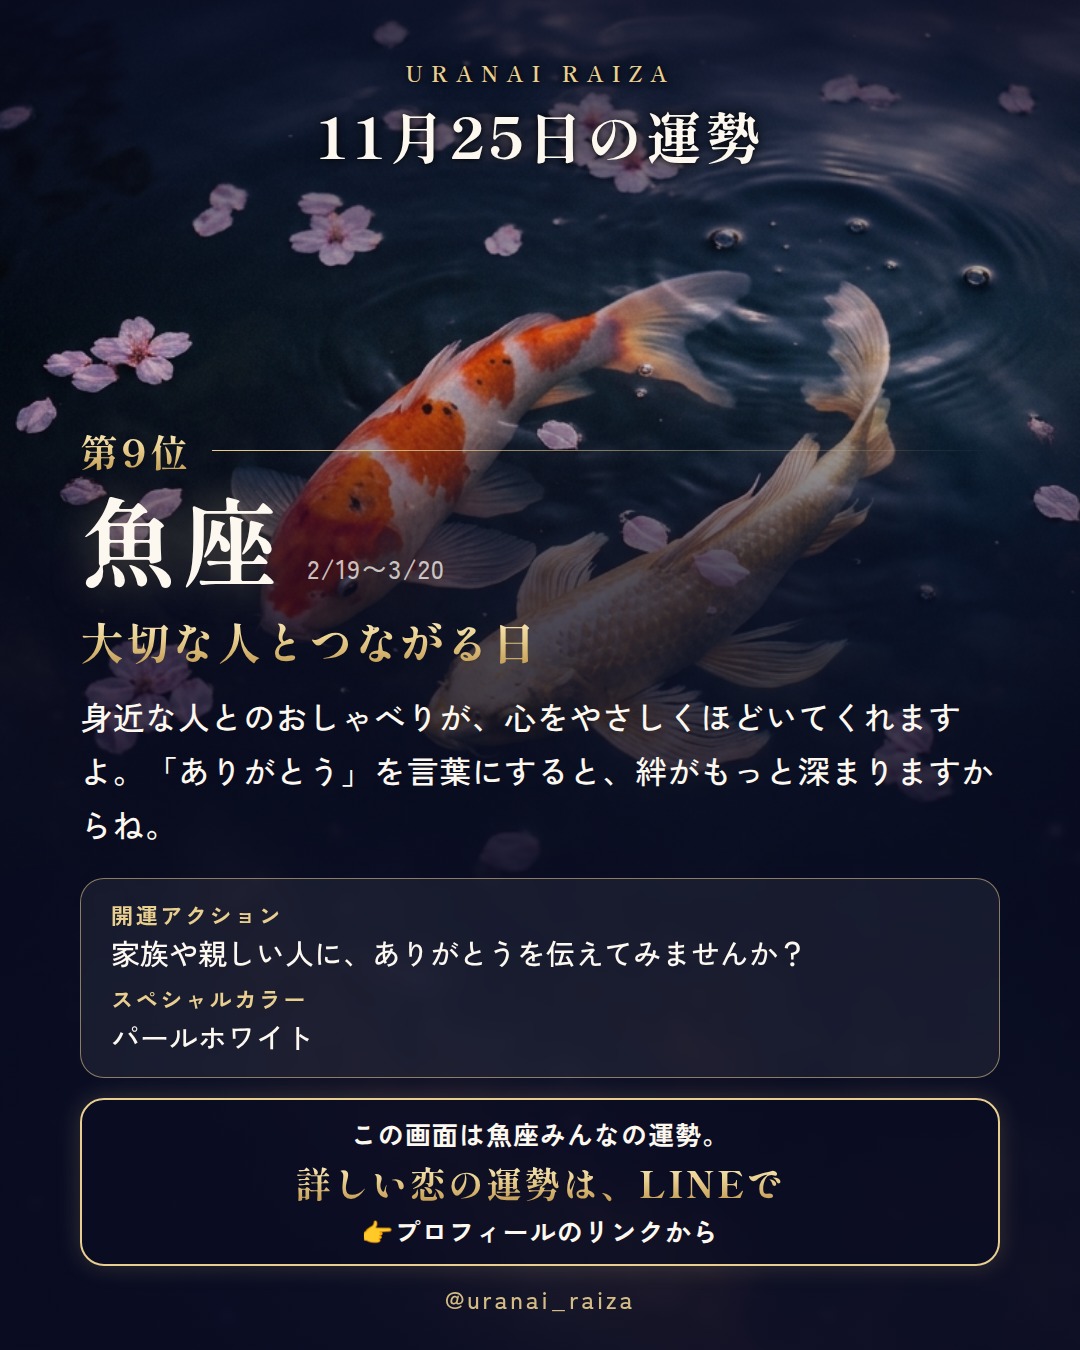 URANAI RAIZA
11月25日の運勢
第9位
魚座 2/19〜3/20
大切な人とつながる日
身近な人とのおしゃべりが、心をやさしくほどいてくれます
よ。「ありがとう」を言葉にすると、絆がもっと深まりますか
らね。
開運アクション
家族や親しい人に、ありがとうを伝えてみませんか？
スペシャルカラー
パールホワイト
この画面は魚座みんなの運勢。
詳しい恋の運勢は、LINEで
👉プロフィールのリンクから
@uranai_raiza